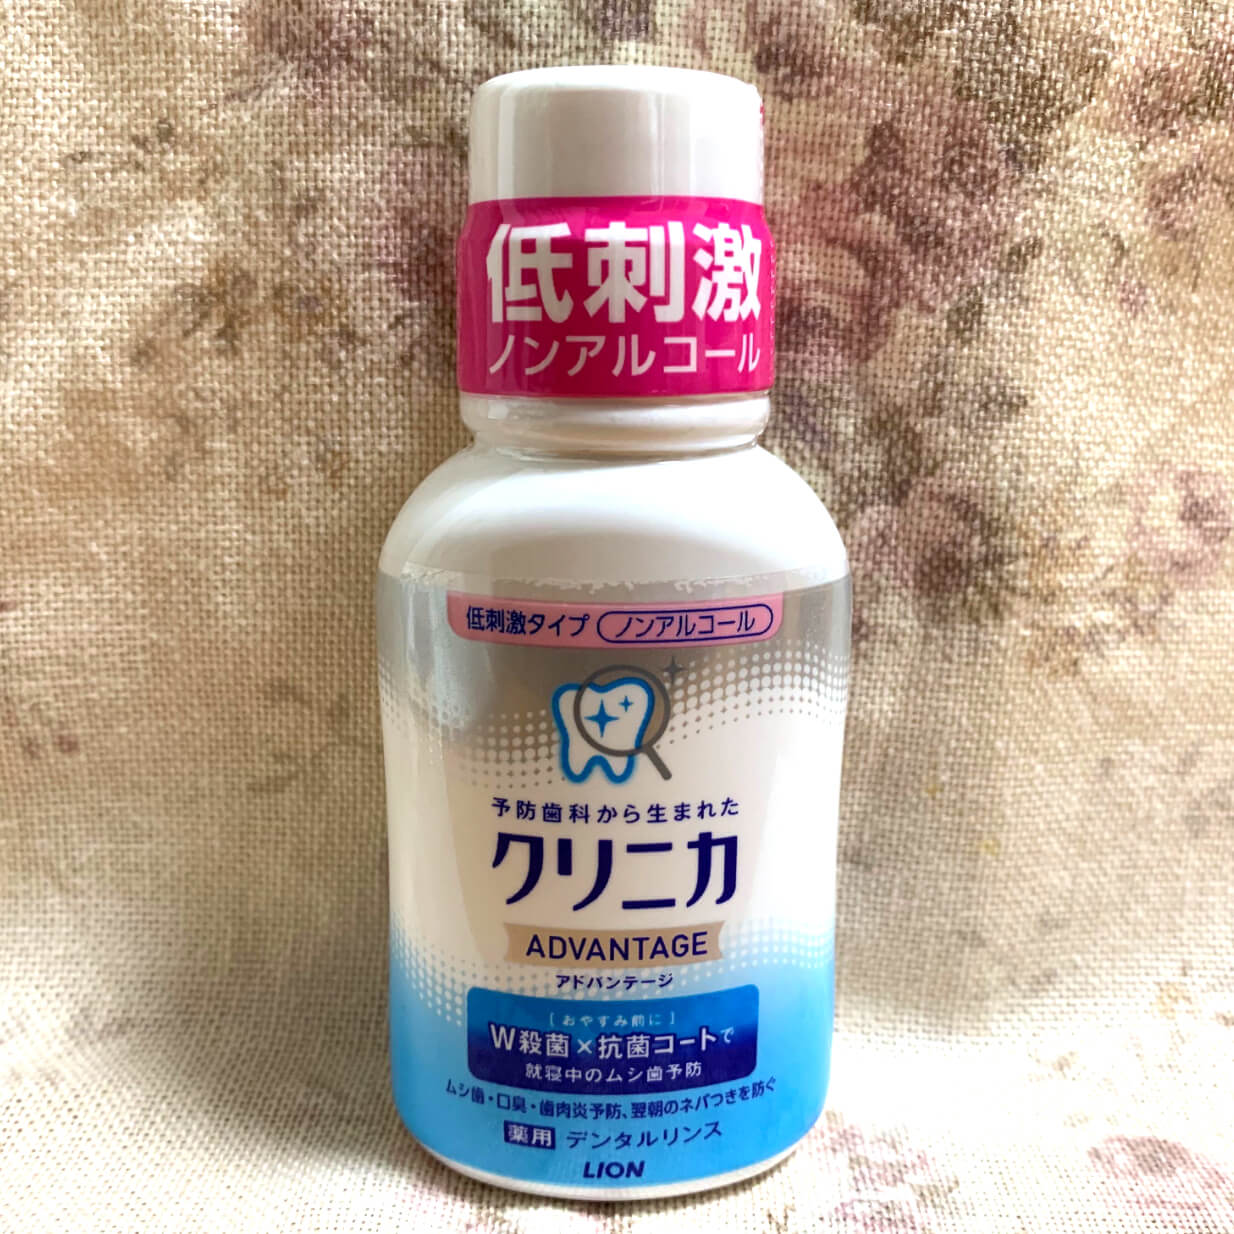 低刺激
ノンアルコール
低刺激タイプ ノンアルコール
予防歯科から生まれた
クリニカ
ADVANTAGE
アドバンテージ
[おやすみ前に]
W殺菌×抗菌コートで
就寝中のムシ歯予防
ムシ歯・口臭・歯肉炎予防、翌朝のネバつきを防ぐ
薬用 デンタルリンス
LION